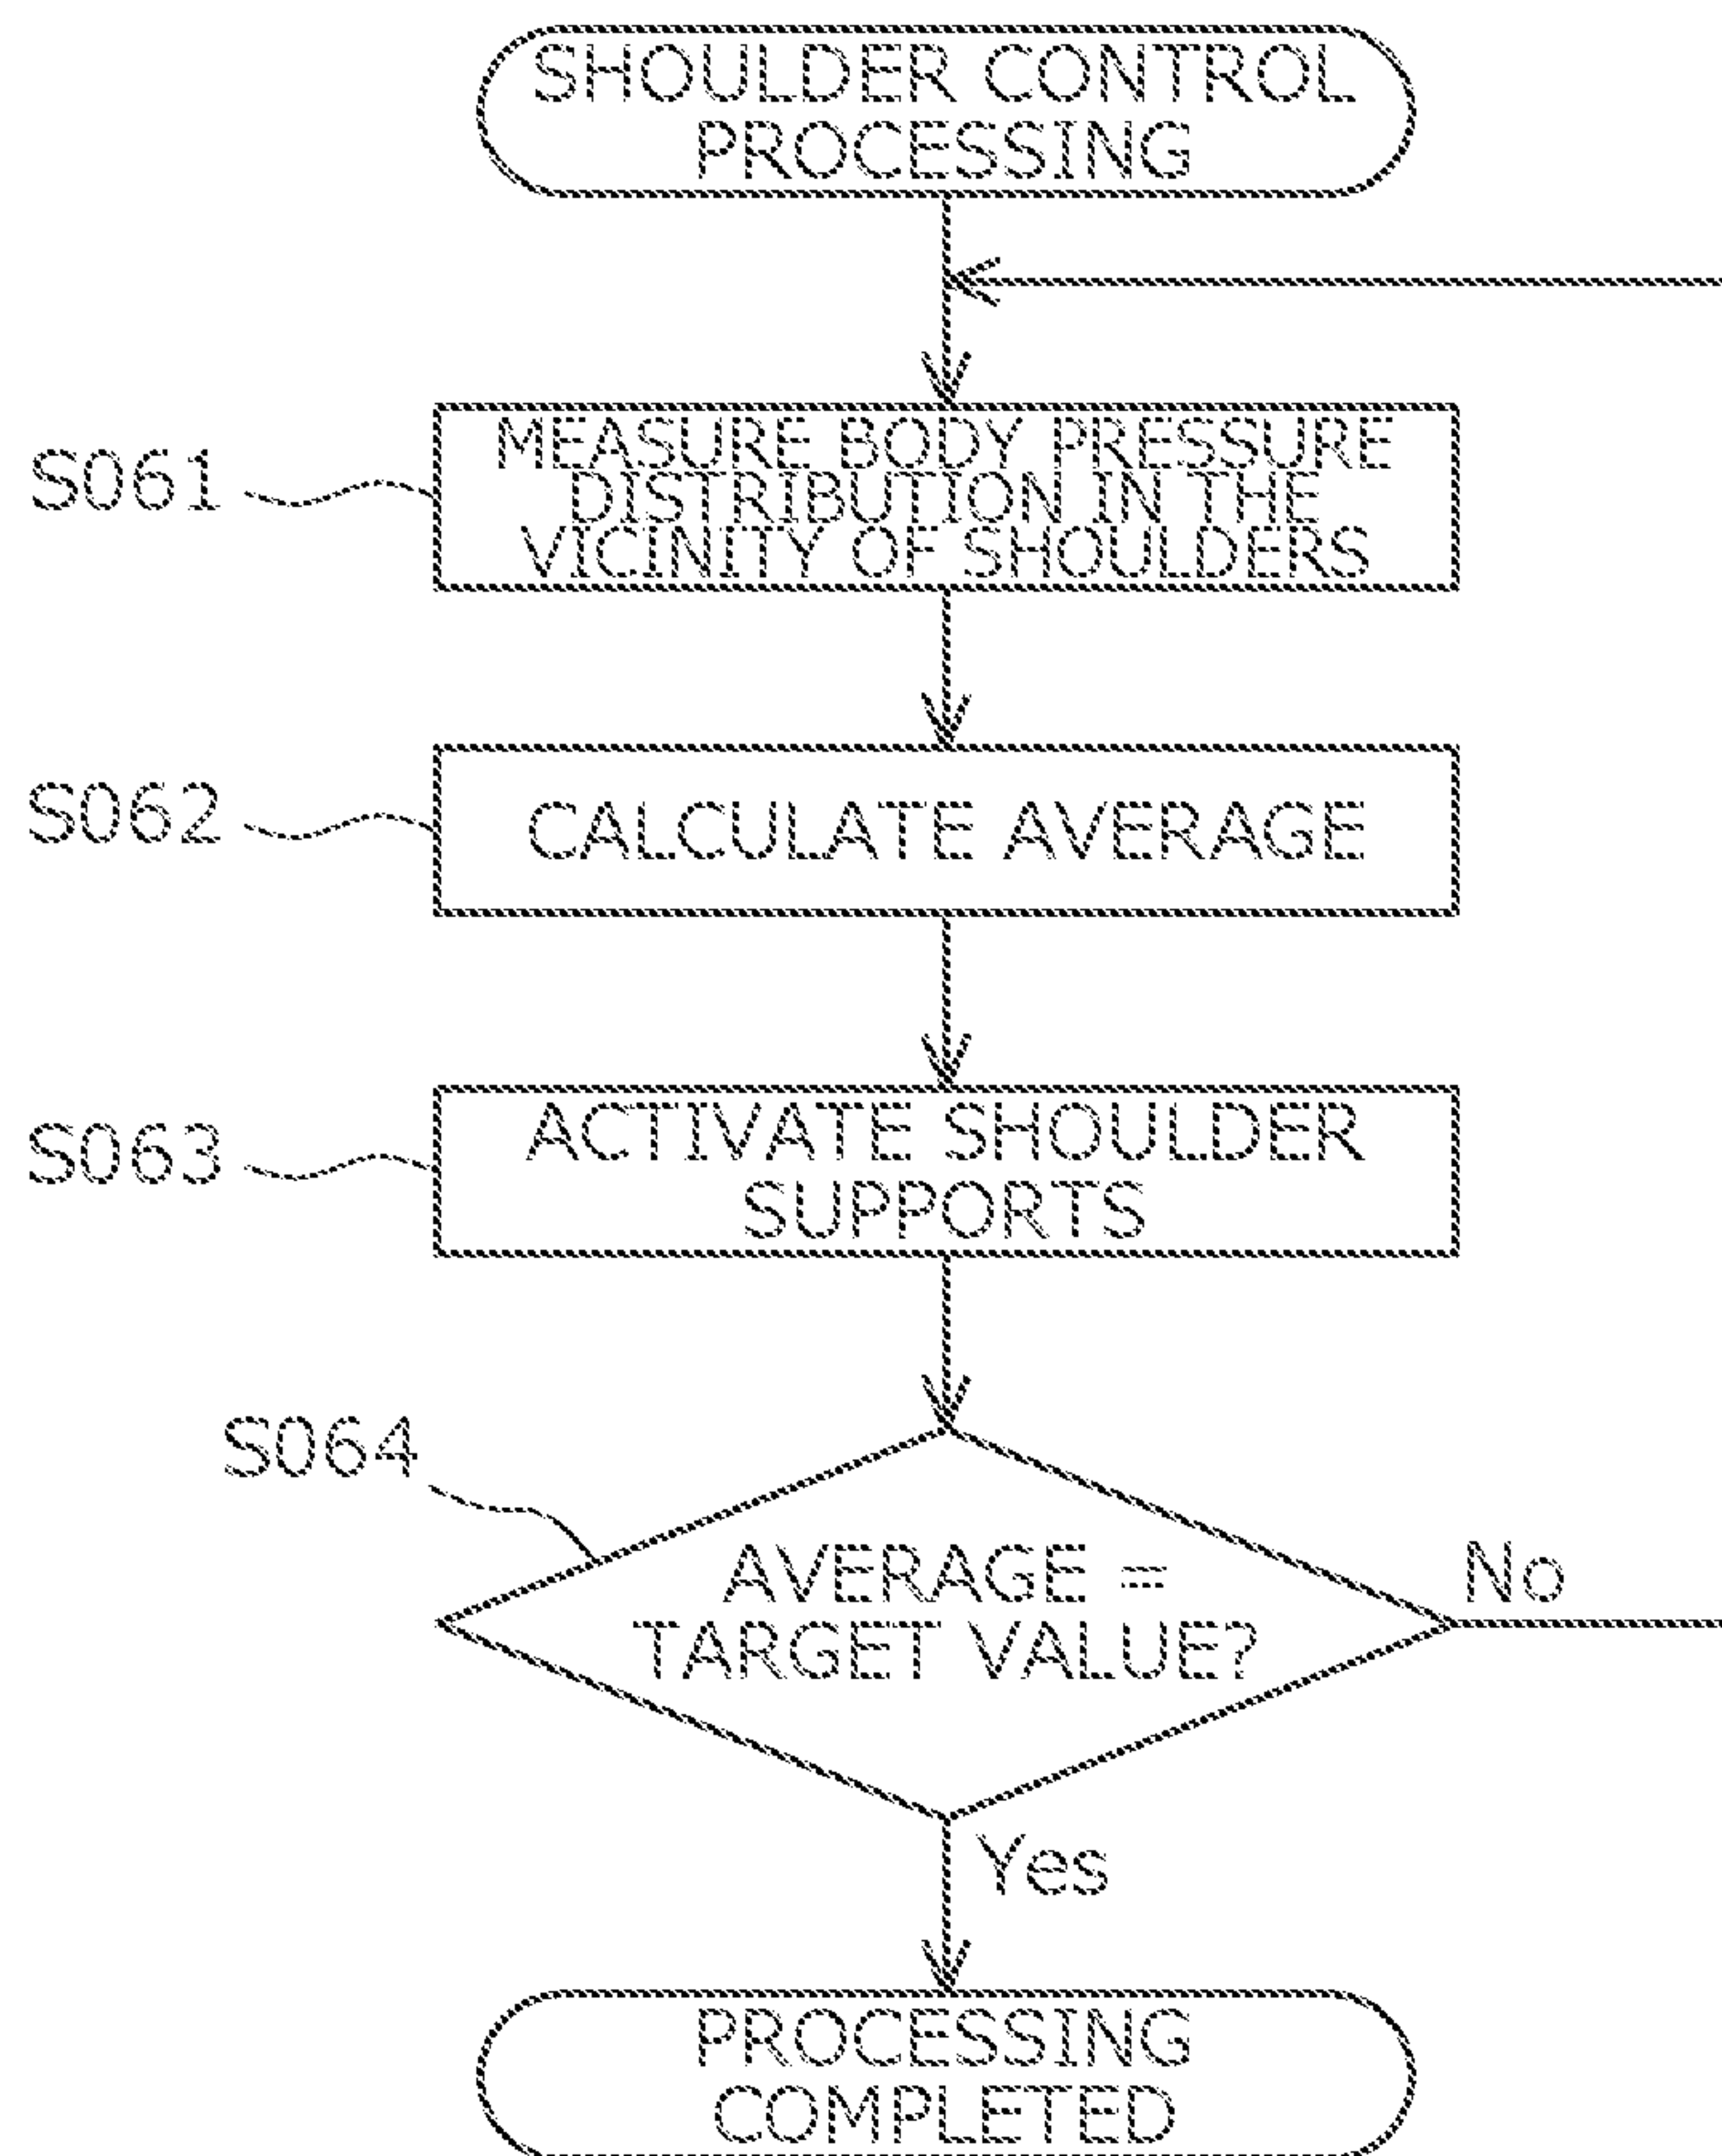 SHOULDER CONTROL
PROCESSING
S061
MEASURE BODY PRESSURE
DISTRIBUTION IN THE
VICINITY OF SHOULDERS
S062
CALCULATE AVERAGE
S063
ACTIVATE SHOULDER
SUPPORTS
S064
AVERAGE =
TARGET VALUE?
No
Yes
PROCESSING
COMPLETED